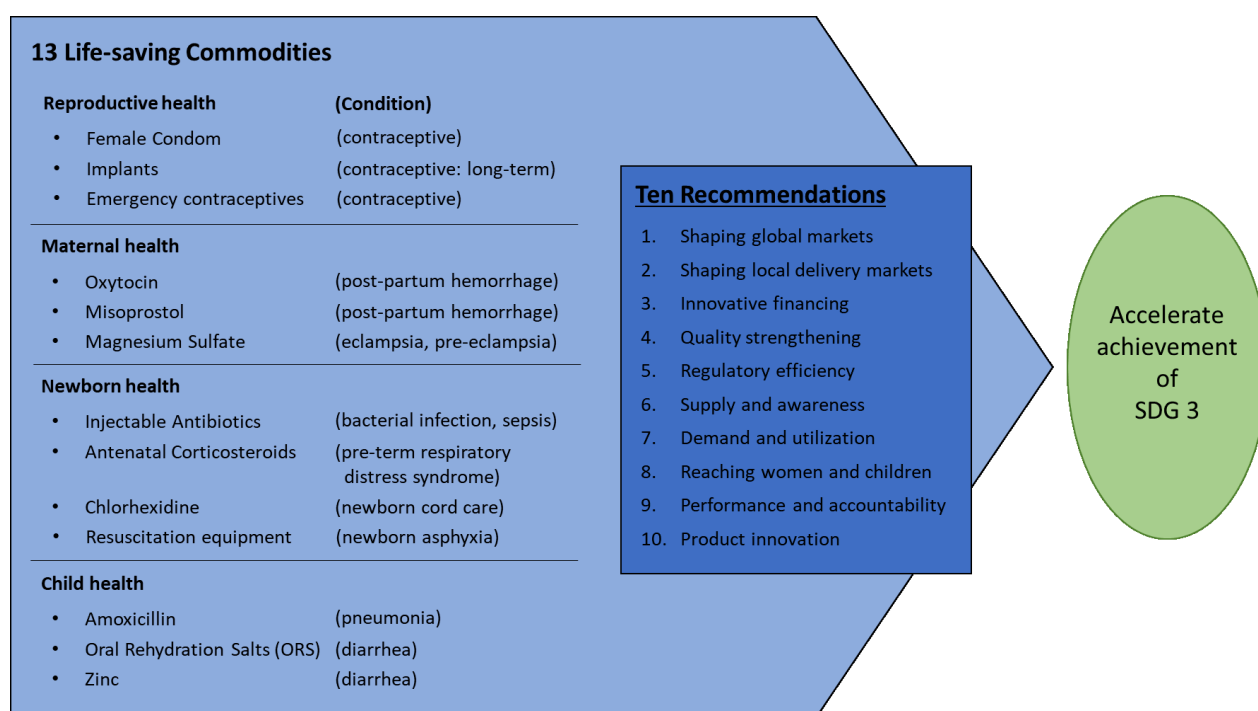 13 Life-saving Commodities
Reproductive health (Condition)
• Female Condom (contraceptive)
• Implants (contraceptive: long-term)
• Emergency contraceptives (contraceptive)
Maternal health
• Oxytocin (post-partum hemorrhage)
• Misoprostol (post-partum hemorrhage)
• Magnesium Sulfate (eclampsia, pre-eclampsia)
Newborn health
• Injectable Antibiotics (bacterial infection, sepsis)
• Antenatal Corticosteroids (pre-term respiratory
distress syndrome)
• Chlorhexidine (newborn cord care)
• Resuscitation equipment (newborn asphyxia)
Child health
• Amoxicillin (pneumonia)
• Oral Rehydration Salts (ORS) (diarrhea)
• Zinc (diarrhea)
Ten Recommendations
1. Shaping global markets
2. Shaping local delivery markets
3. Innovative financing
4. Quality strengthening
5. Regulatory efficiency
6. Supply and awareness
7. Demand and utilization
8. Reaching women and children
9. Performance and accountability
10. Product innovation
Accelerate
achievement
of
SDG 3